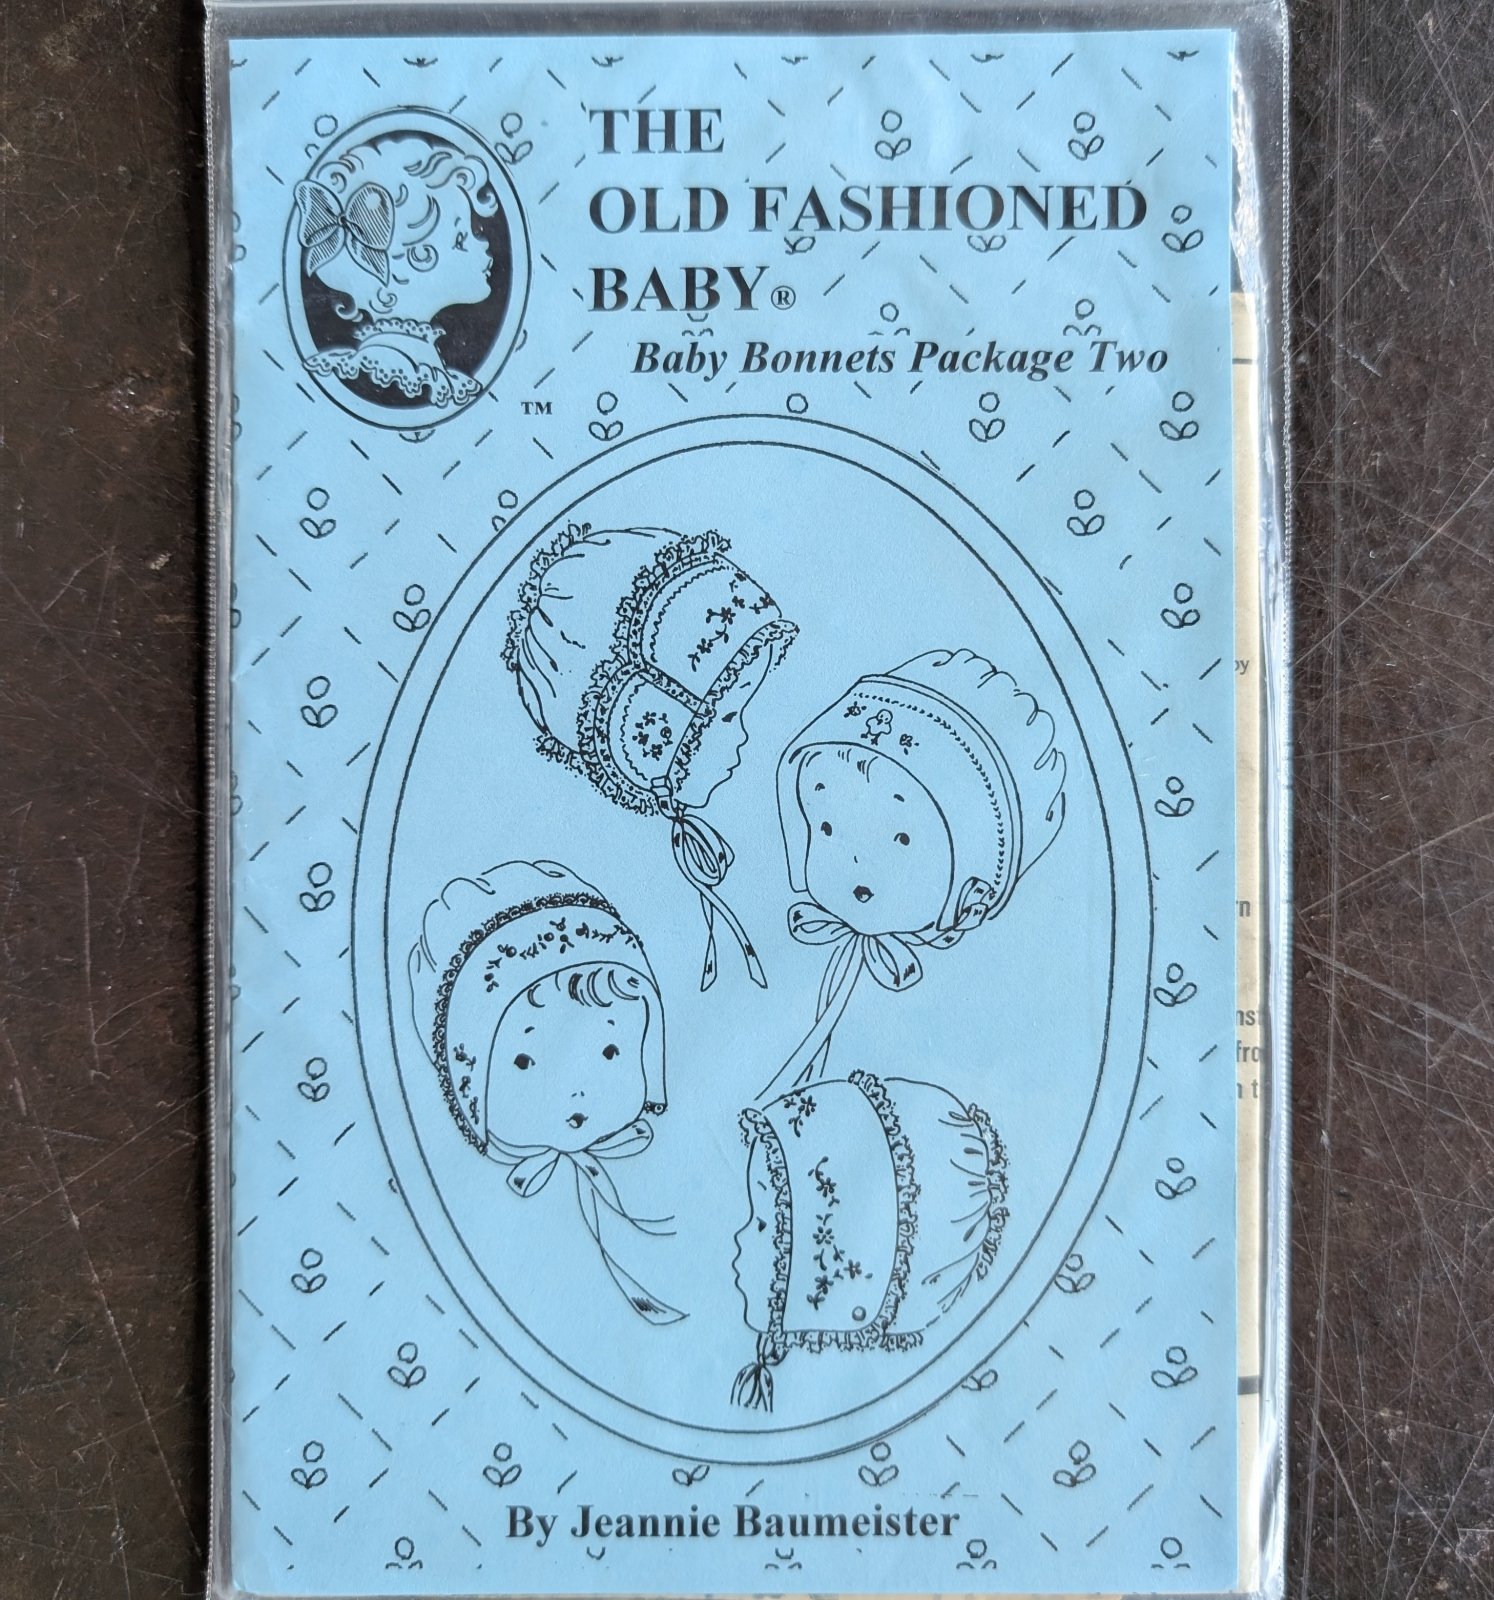 THE
OLD FASHIONED
BABY®
Baby Bonnets Package Two
TM
By Jeannie Baumeister